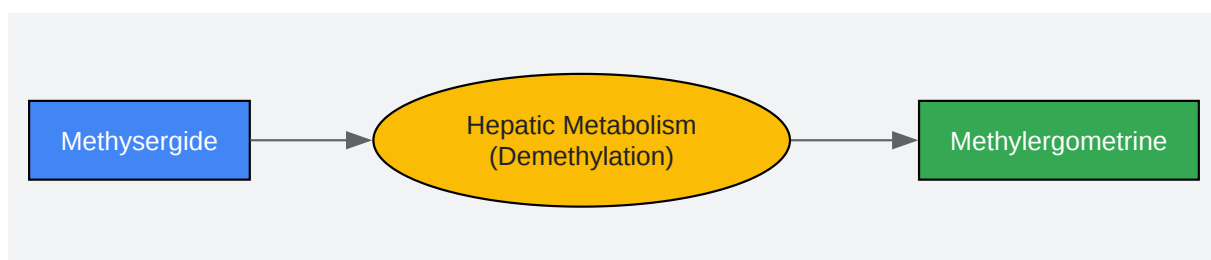 Methysergide
Hepatic Metabolism
(Demethylation)
Methylergometrine